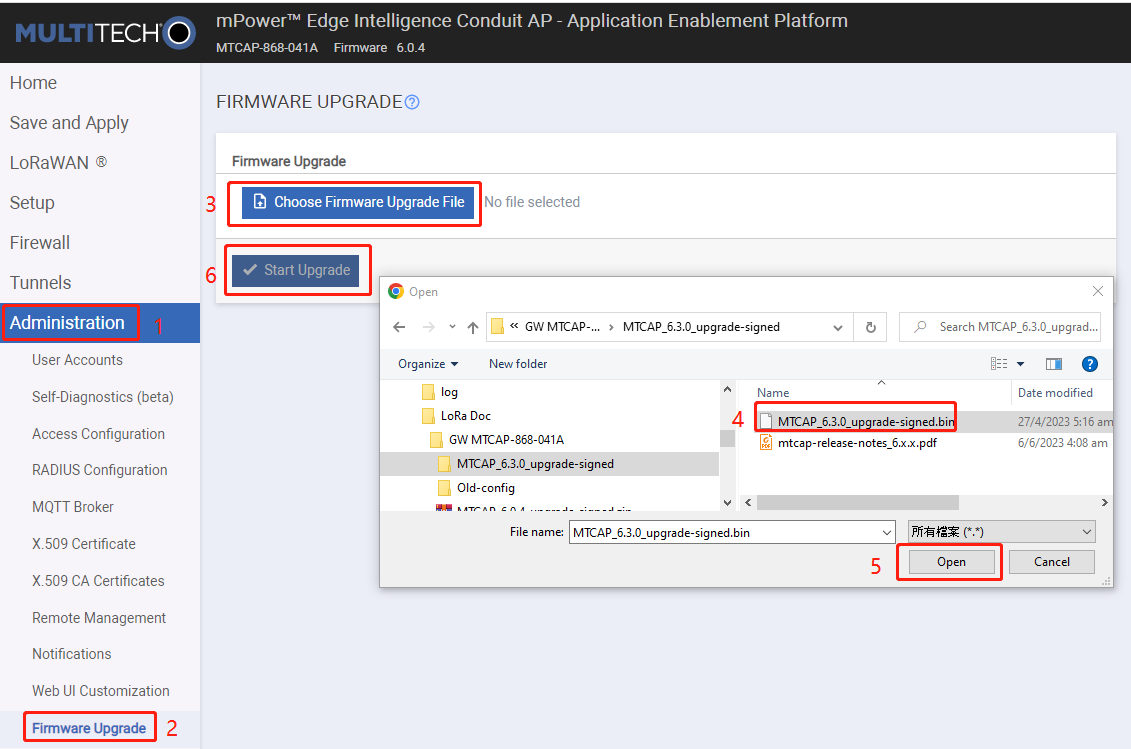 MULTITECH
mPower™ Edge Intelligence Conduit AP - Application Enablement Platform
MTCAP-868-041A Firmware 6.0.4
Home
Save and Apply
LoRaWAN ®
Setup
Firewall
Tunnels
Administration 1
User Accounts
Self-Diagnostics (beta)
Access Configuration
RADIUS Configuration
MQTT Broker
X.509 Certificate
X.509 CA Certificates
Remote Management
Notifications
Web UI Customization
Firmware Upgrade 2
FIRMWARE UPGRADE?
Firmware Upgrade
3 Choose Firmware Upgrade File No file selected
6 Start Upgrade
Open
« GW MTCAP-... › MTCAP_6.3.0_upgrade-signed
Search MTCAP_6.3.0_upgrad...
Organize New folder
?
log
LoRa Doc
GW MTCAP-868-041A
MTCAP_6.3.0_upgrade-signed
Old-config
MTCAP_6.0.4_upgrade-signed.zip
Name Date modified
4 MTCAP_6.3.0_upgrade-signed.bin 27/4/2023 5:16 am
mtcap-release-notes_6.x.x.pdf 6/6/2023 4:08 am
File name: MTCAP_6.3.0_upgrade-signed.bin 所有檔案 (*.*)
5 Open Cancel